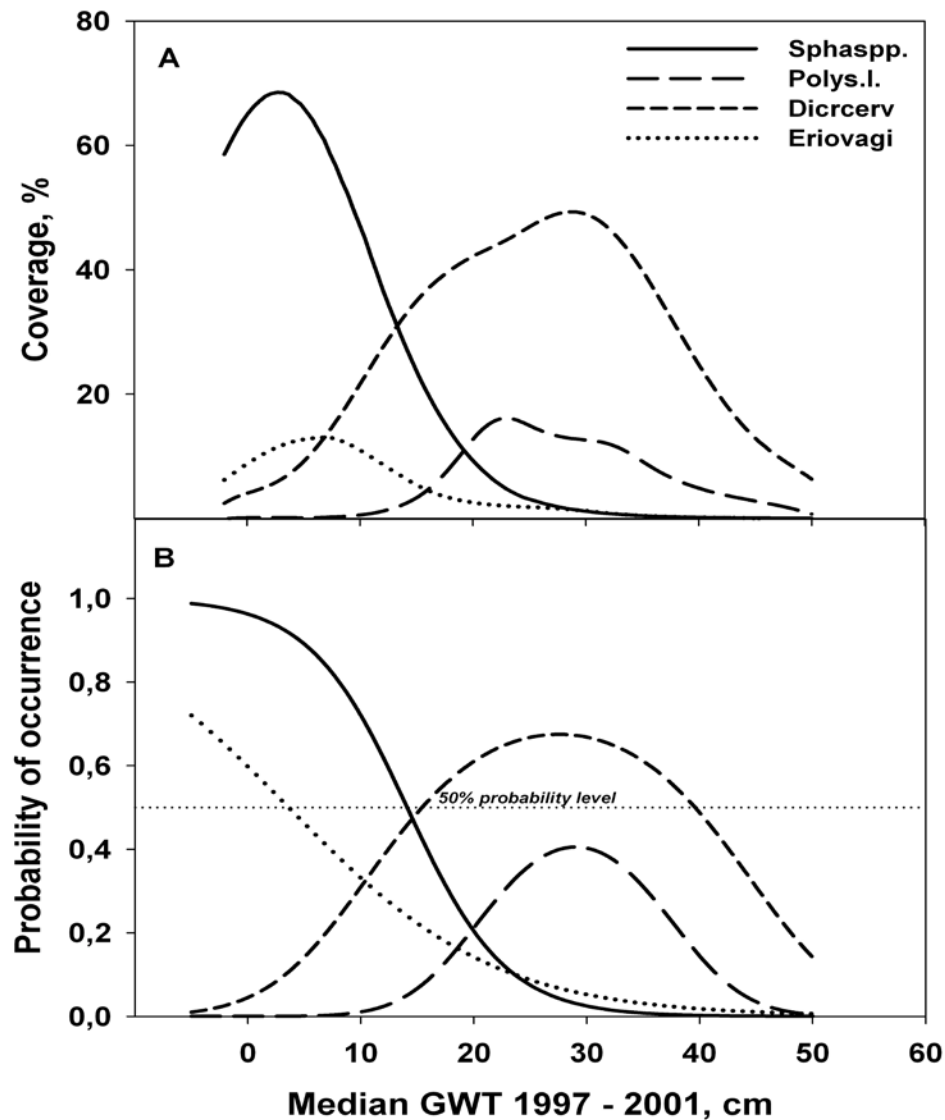 80
A
Sphaspp.
Polys.l.
Dicrcerv
Eriovagi
60
40
20
Coverage, %
B
1,0
0,8
0,6
50% probability level
0,4
0,2
0,0
Probability of occurrence
0 10 20 30 40 50 60
Median GWT 1997 - 2001, cm